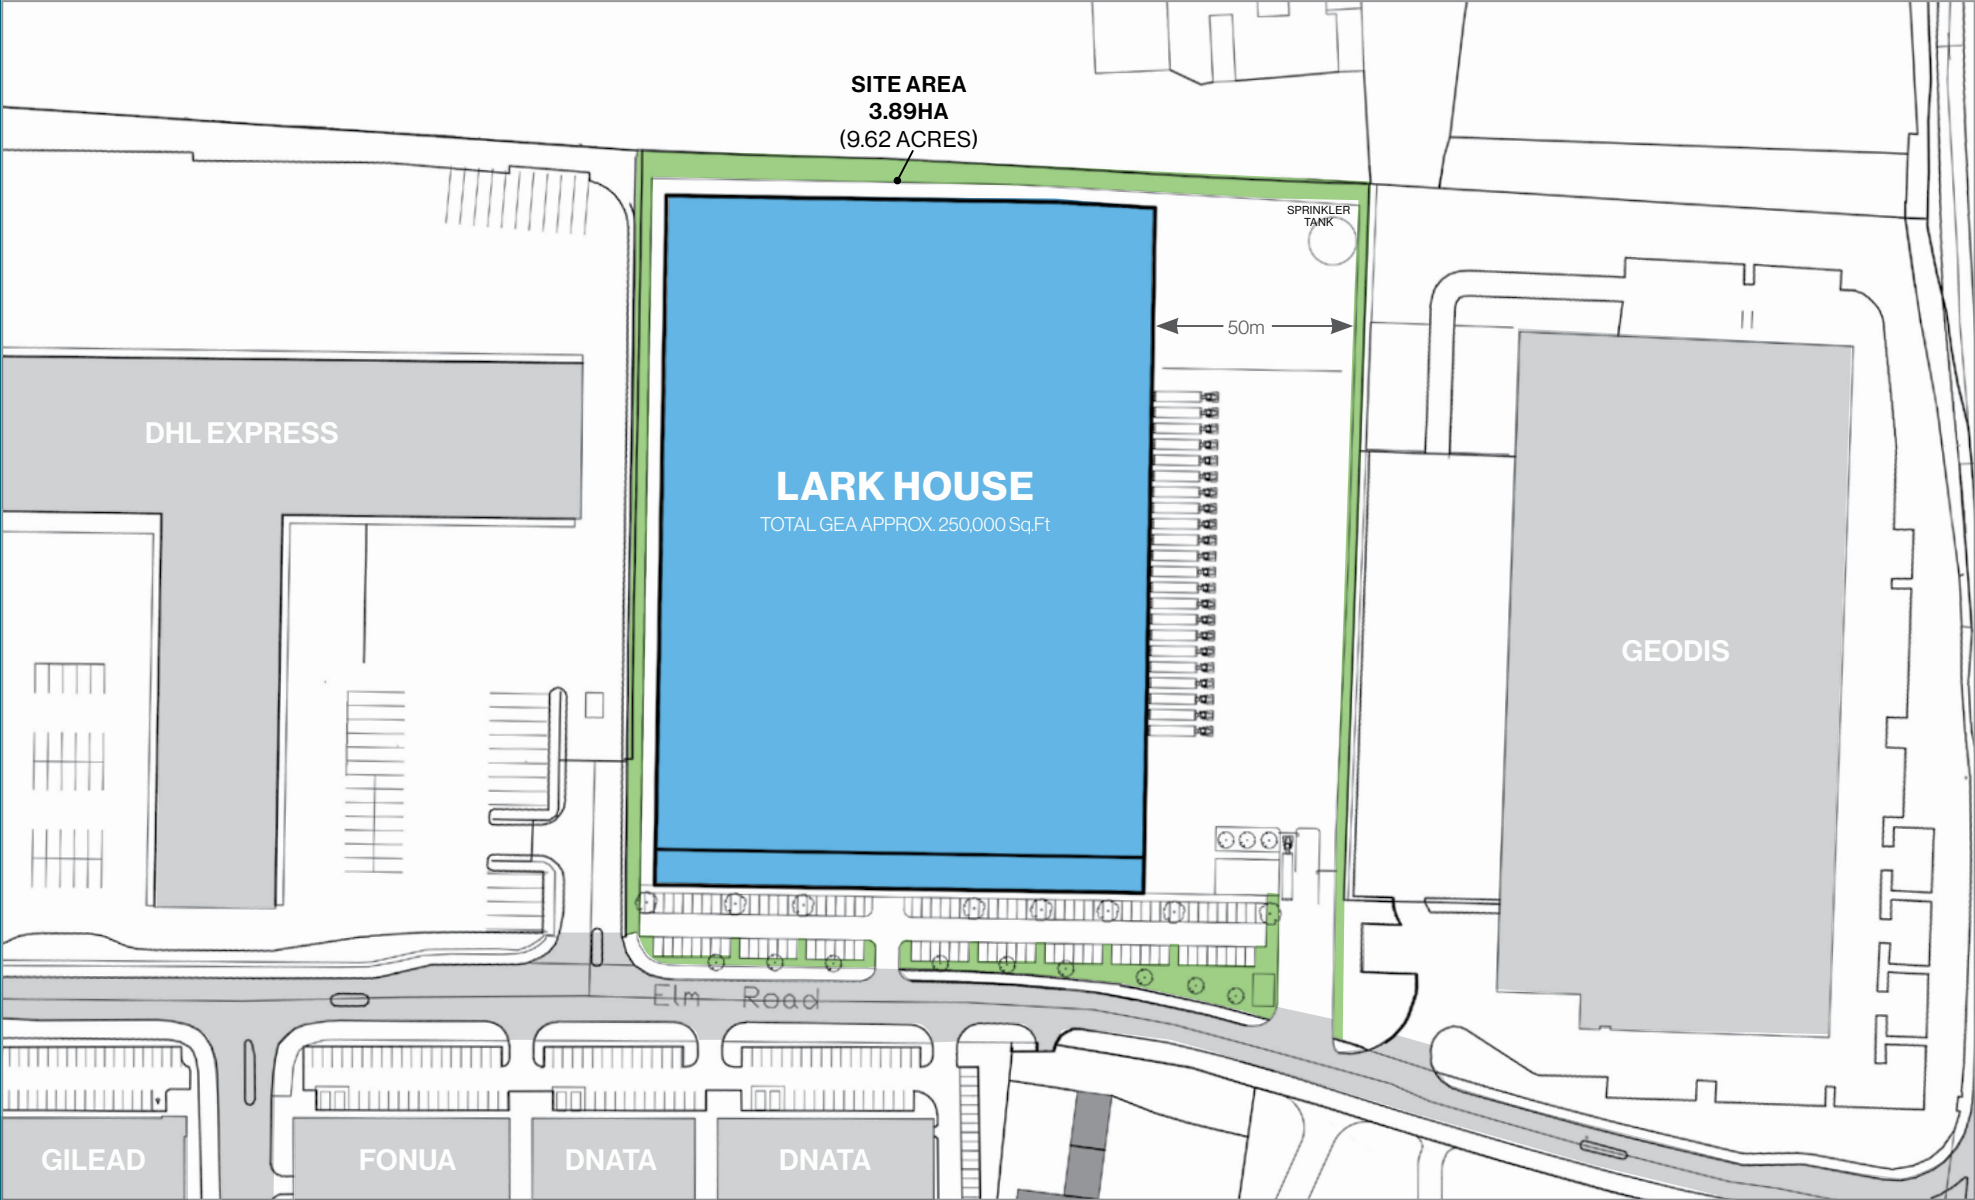 SITE AREA
3.89HA
(9.62 ACRES)
SPRINKLER
TANK
50m
DHL EXPRESS
LARK HOUSE
TOTAL GEA APPROX. 250,000 Sq.Ft
GEODIS
Elm Road
GILEAD
FONUA
DNATA
DNATA